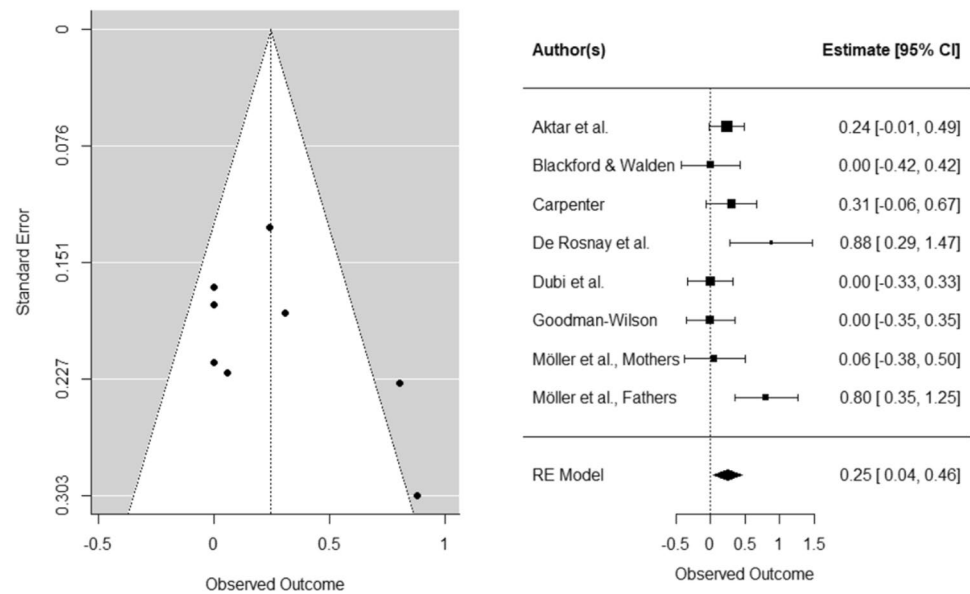 0
0.076
0.151
0.227
0.303
Standard Error
-0.5
0
0.5
1
Observed Outcome
Author(s) Estimate [95% CI]
Aktar et al. 0.24 [-0.01, 0.49]
Blackford & Walden 0.00 [-0.42, 0.42]
Carpenter 0.31 [-0.06, 0.67]
De Rosnay et al. 0.88 [ 0.29, 1.47]
Dubi et al. 0.00 [-0.33, 0.33]
Goodman-Wilson 0.00 [-0.35, 0.35]
Möller et al., Mothers 0.06 [-0.38, 0.50]
Möller et al., Fathers 0.80 [ 0.35, 1.25]
RE Model 0.25 [ 0.04, 0.46]
-0.5 0 0.5 1 1.5
Observed Outcome